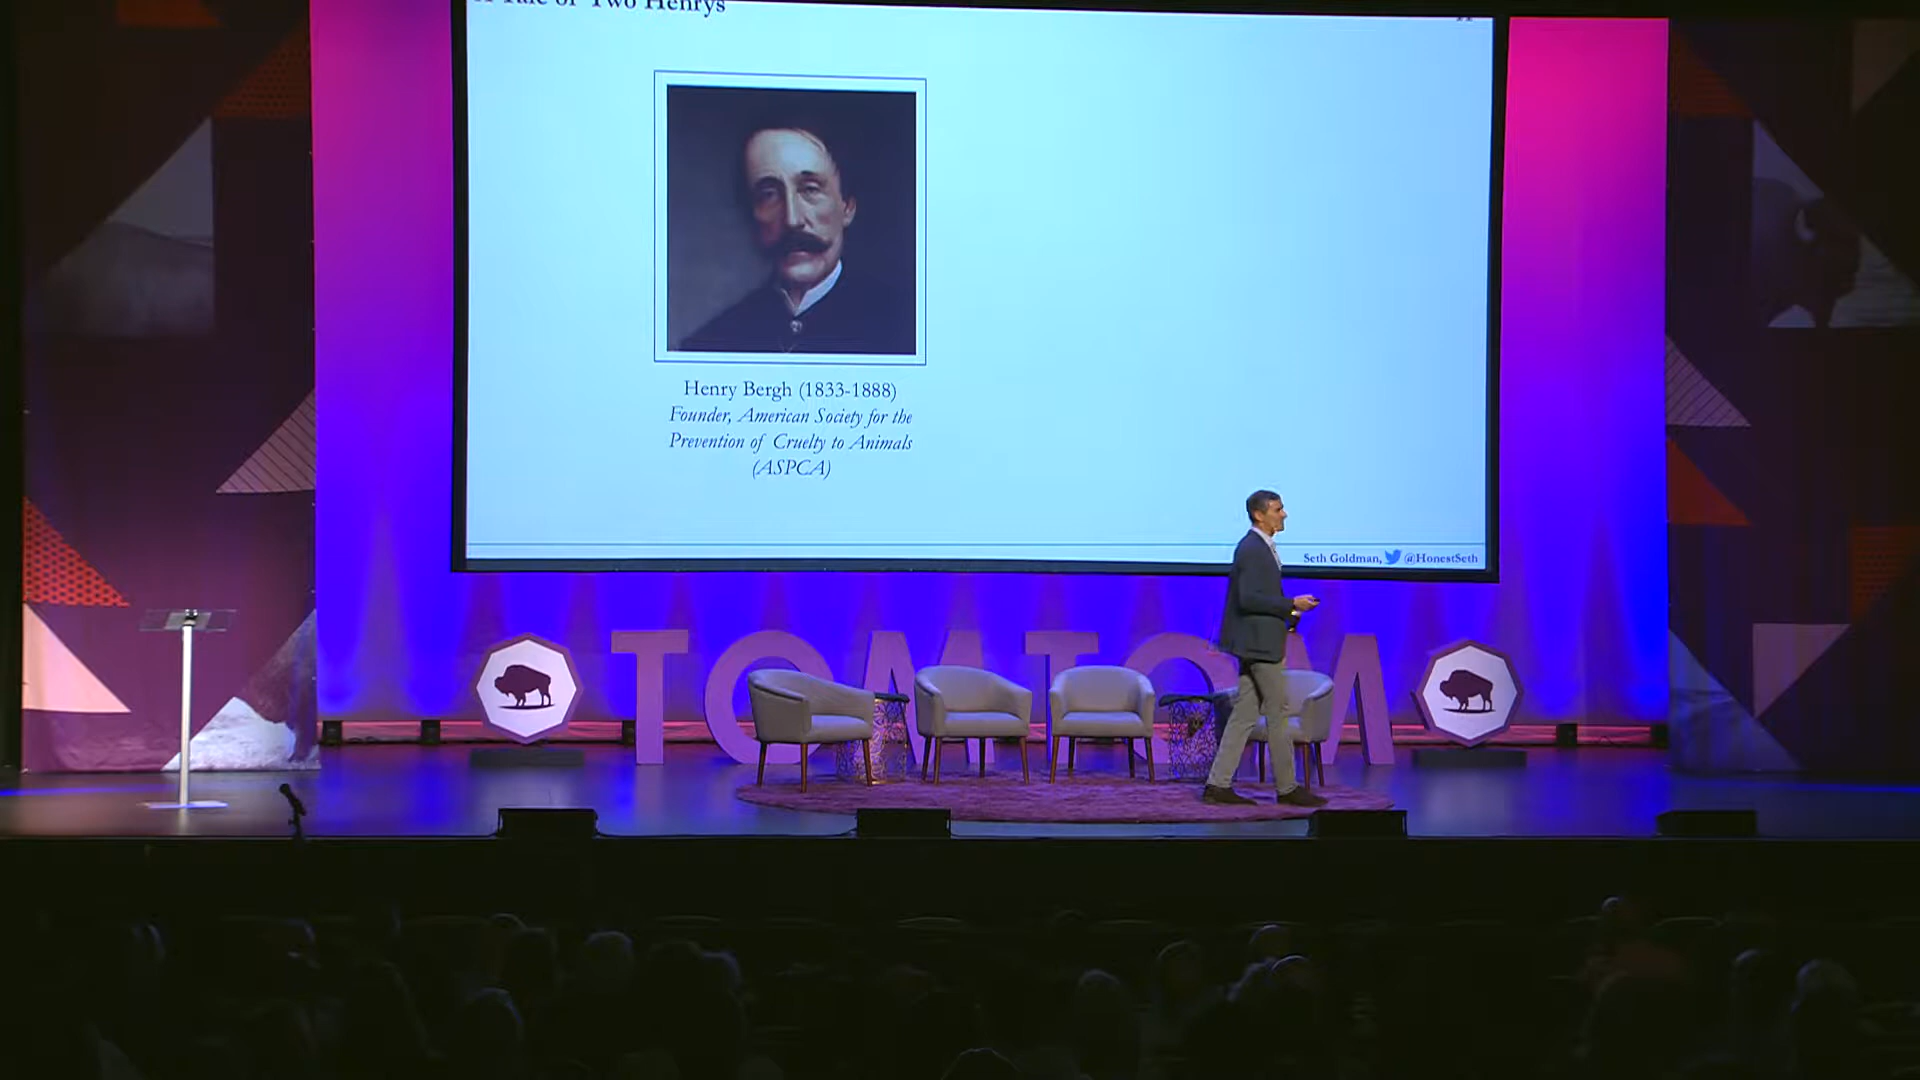 A Tale of Two Henrys
Henry Bergh (1833-1888)
Founder, American Society for the
Prevention of Cruelty to Animals
(ASPCA)
Seth Goldman, @HonestSeth
TOMTOM